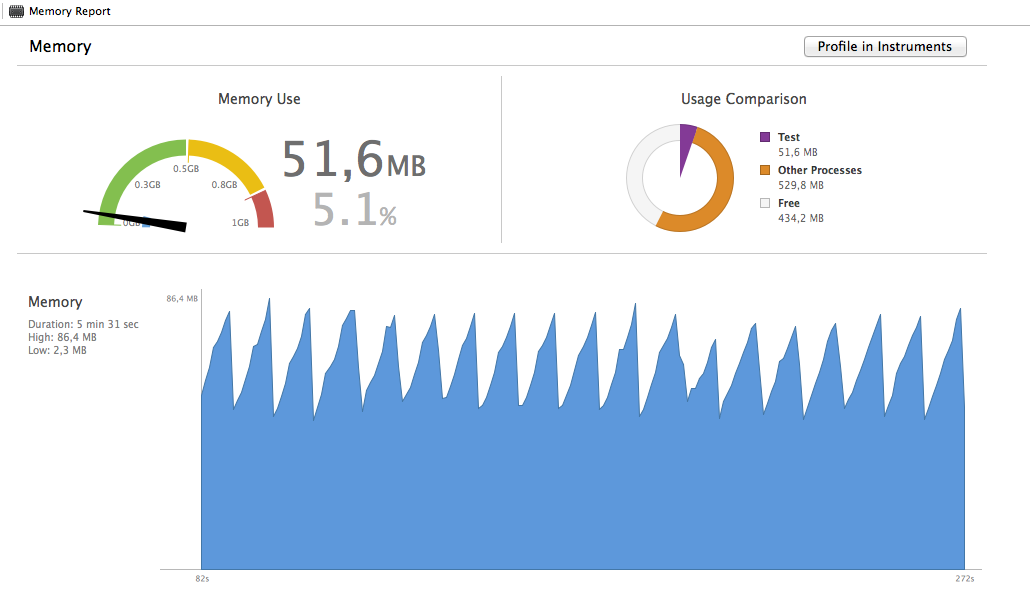 Memory Report
Memory
Profile in Instruments
Memory Use
0GB
0.3GB
0.5GB
0.8GB
1GB
51,6MB
5.1%
Usage Comparison
Test
51,6 MB
Other Processes
529,8 MB
Free
434,2 MB
Memory
Duration: 5 min 31 sec
High: 86,4 MB
Low: 2,3 MB
86,4 MB
82s
272s